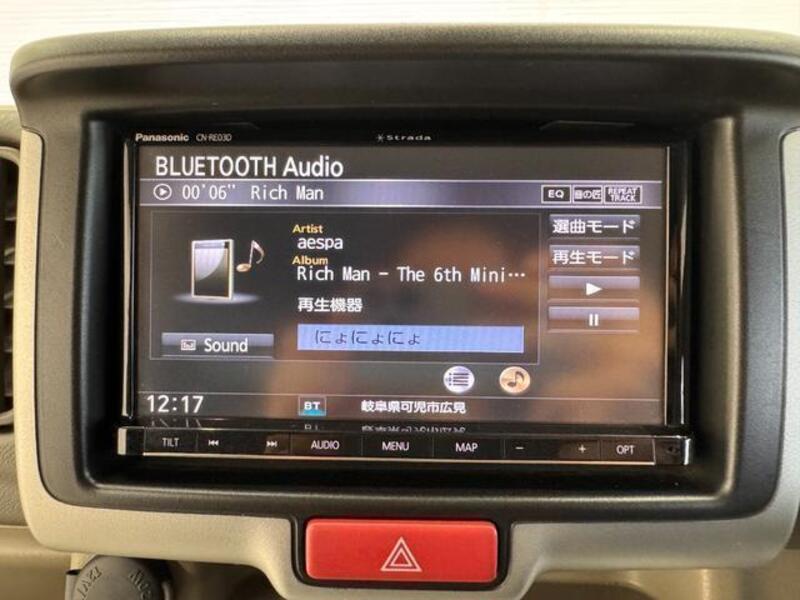 Panasonic CN-RE03D Strada
BLUETOOTH Audio
00'06" Rich Man EQ 音の匠 REPEAT TRACK
Artist
aespa
Album
Rich Man - The 6th Mini…
再生機器
にょにょにょ
Sound
選曲モード
再生モード
12:17 BT 岐阜県可児市広見
TILT AUDIO MENU MAP − + OPT